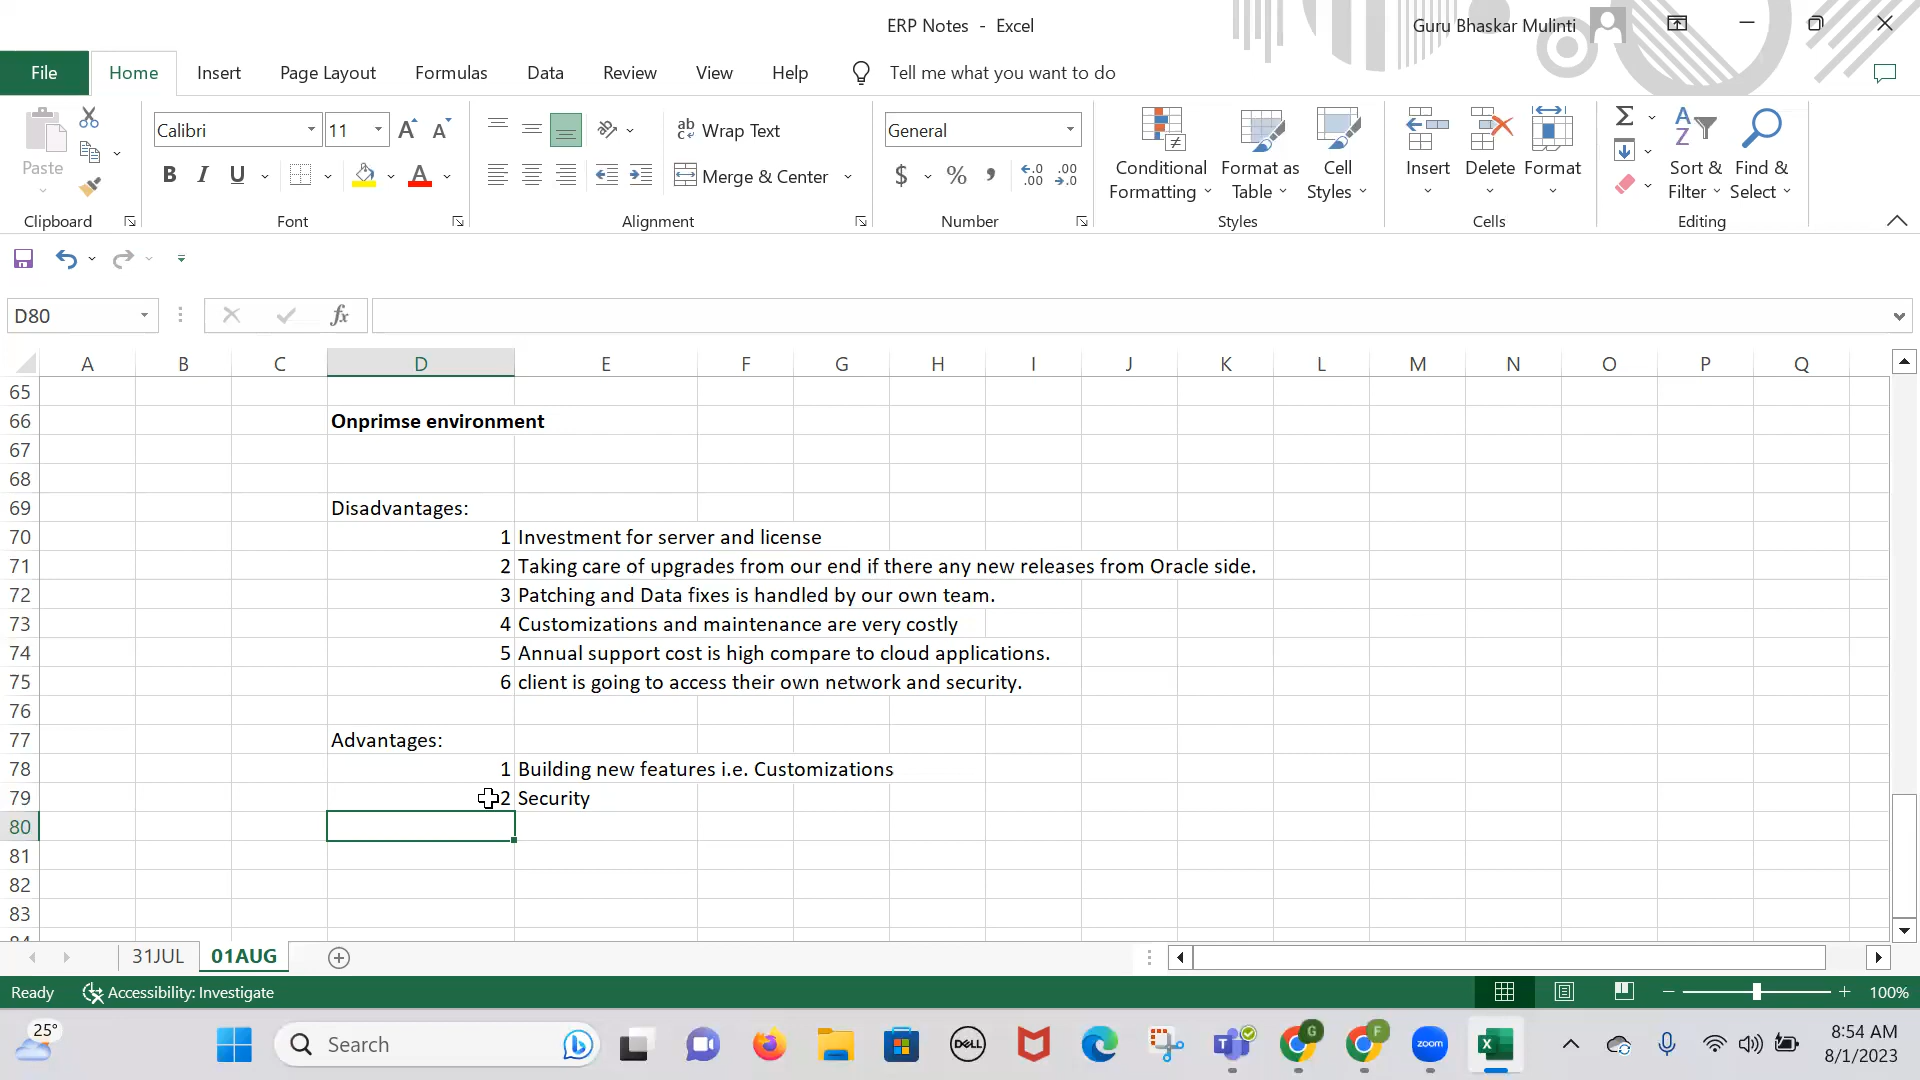 ERP Notes - Excel
Guru Bhaskar Mulinti
File Home Insert Page Layout Formulas Data Review View Help Tell me what you want to do
Paste
Clipboard
Calibri 11
B I U A
Font
Wrap Text
Merge & Center
Alignment
General
$ % , .00 .0
Number
Conditional Formatting
Format as Table
Cell Styles
Styles
Insert Delete Format
Cells
Sort & Filter
Find & Select
Editing
D80 fx
A B C D E F G H I J K L M N O P Q
65
66 Onprimse environment
67
68
69 Disadvantages:
70 1 Investment for server and license
71 2 Taking care of upgrades from our end if there any new releases from Oracle side.
72 3 Patching and Data fixes is handled by our own team.
73 4 Customizations and maintenance are very costly
74 5 Annual support cost is high compare to cloud applications.
75 6 client is going to access their own network and security.
76
77 Advantages:
78 1 Building new features i.e. Customizations
79 2 Security
80
81
82
83
31JUL 01AUG
Ready Accessibility: Investigate 100%
25°
Search
DELL
zoom
8:54 AM
8/1/2023